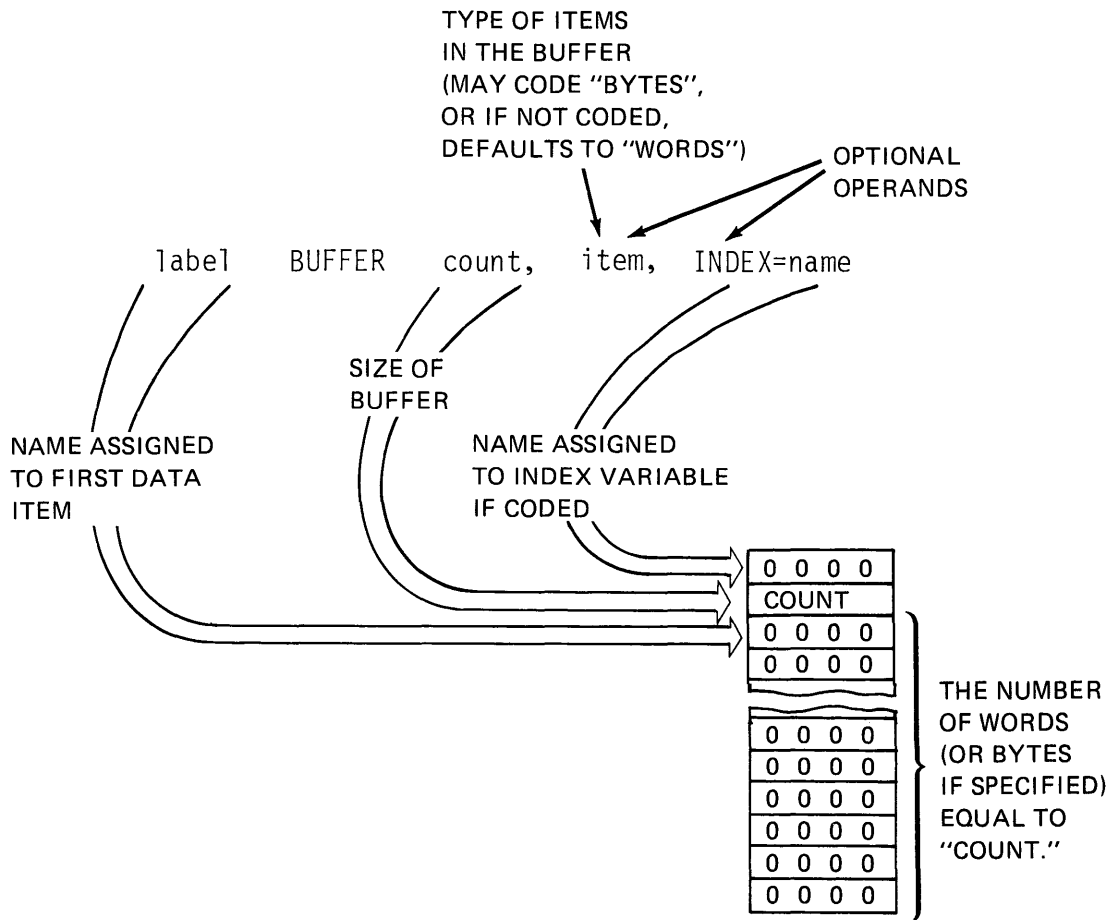 TYPE OF ITEMS
IN THE BUFFER
(MAY CODE "BYTES",
OR IF NOT CODED,
DEFAULTS TO "WORDS")
OPTIONAL
OPERANDS
label BUFFER count, item, INDEX=name
SIZE OF
BUFFER
NAME ASSIGNED
TO FIRST DATA
ITEM
NAME ASSIGNED
TO INDEX VARIABLE
IF CODED
0 0 0 0
COUNT
0 0 0 0
0 0 0 0
0 0 0 0
0 0 0 0
0 0 0 0
0 0 0 0
0 0 0 0
0 0 0 0
THE NUMBER
OF WORDS
(OR BYTES
IF SPECIFIED)
EQUAL TO
"COUNT."